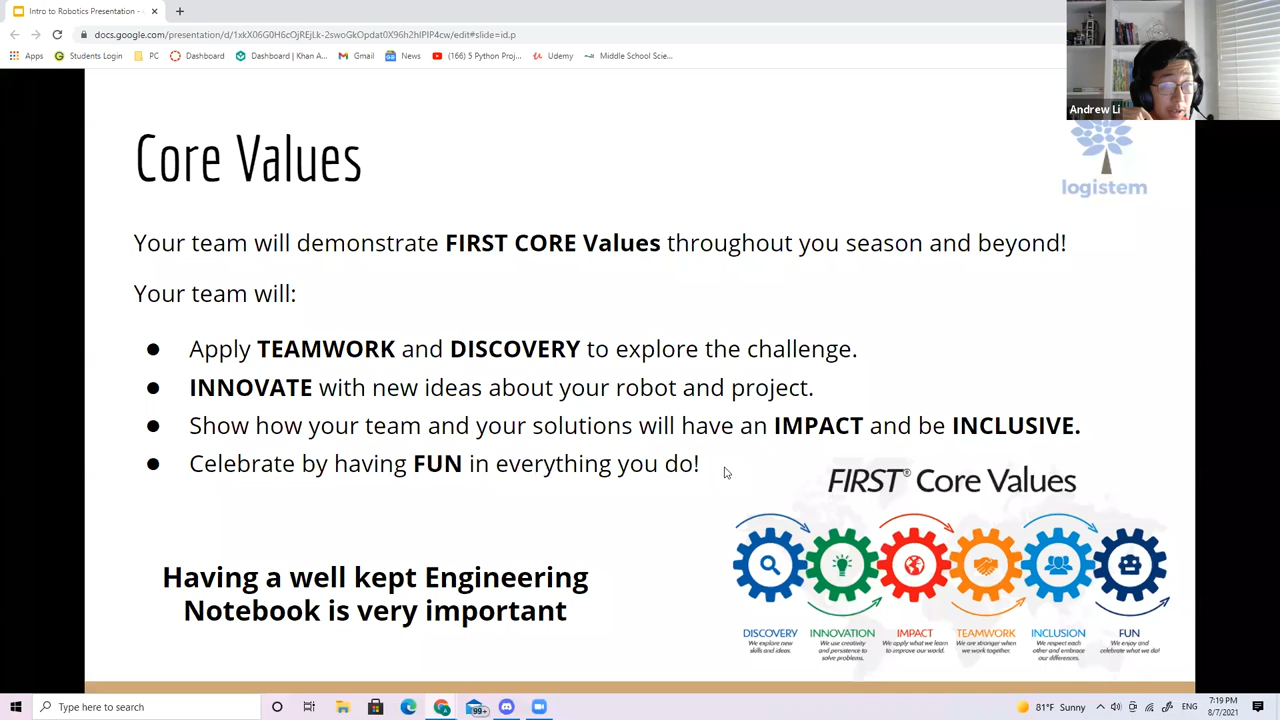 Intro to Robotics Presentation -
docs.google.com/presentation/d/
Apps
Students Login
PC
Dashboard
Dashboard | Khan A...
Gmail
News
(166) 5 Python Proj...
Udemy
Middle School Scie...
Andrew Li
logistem
Core Values
Your team will demonstrate FIRST CORE Values throughout you season and beyond!
Your team will:
● Apply TEAMWORK and DISCOVERY to explore the challenge.
● INNOVATE with new ideas about your robot and project.
● Show how your team and your solutions will have an IMPACT and be INCLUSIVE.
● Celebrate by having FUN in everything you do!
Having a well kept Engineering
Notebook is very important
FIRST® Core Values
DISCOVERY
We explore new
skills and ideas.
INNOVATION
We use creativity
and persistence to
solve problems.
IMPACT
We apply what we learn
to improve our world.
TEAMWORK
We are stronger when
we work together.
INCLUSION
We respect each
other and embrace
our differences.
FUN
We enjoy and
celebrate what we do!
Type here to search
99+
81°F Sunny
ENG
7:19 PM
8/7/2021